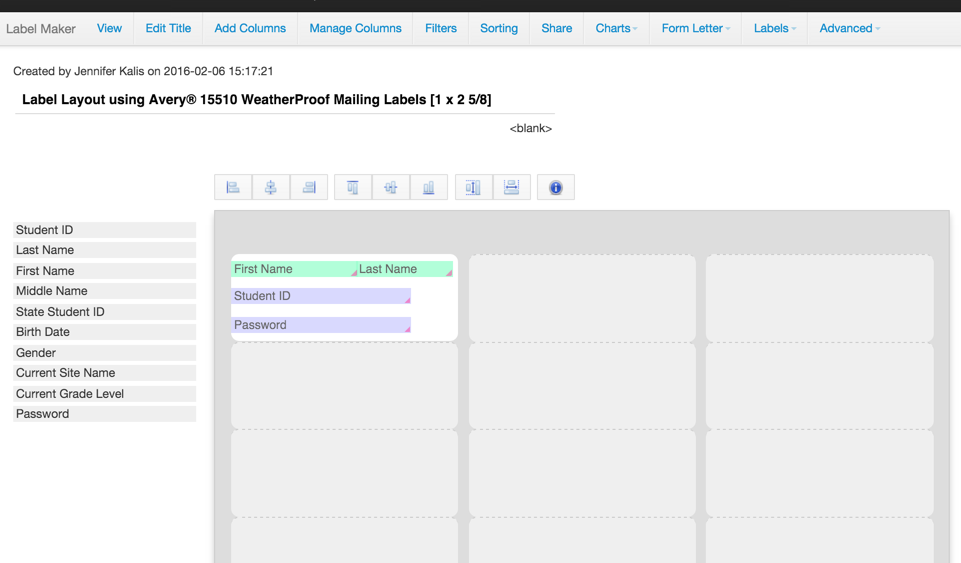 Label Maker View Edit Title Add Columns Manage Columns Filters Sorting Share Charts Form Letter Labels Advanced
Created by Jennifer Kalis on 2016-02-06 15:17:21
Label Layout using Avery® 15510 WeatherProof Mailing Labels [1 x 2 5/8]
<blank>
Student ID
Last Name
First Name
Middle Name
State Student ID
Birth Date
Gender
Current Site Name
Current Grade Level
Password
First Name Last Name
Student ID
Password